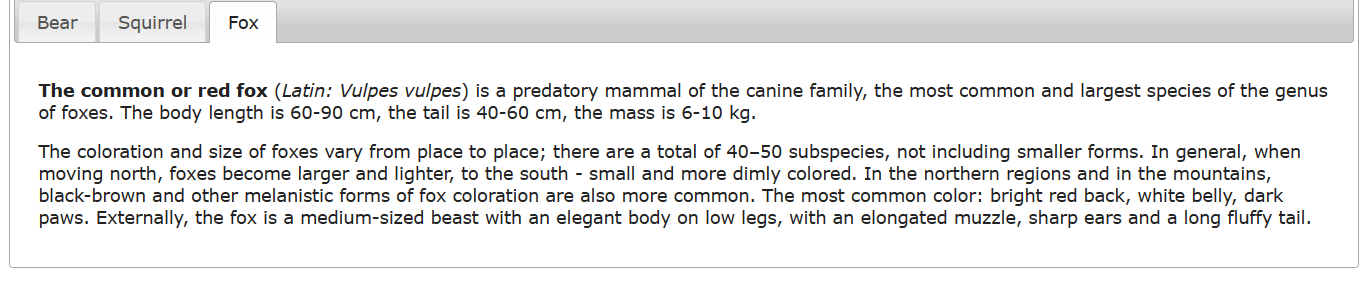 Bear Squirrel Fox
The common or red fox (Latin: Vulpes vulpes) is a predatory mammal of the canine family, the most common and largest species of the genus
of foxes. The body length is 60-90 cm, the tail is 40-60 cm, the mass is 6-10 kg.
The coloration and size of foxes vary from place to place; there are a total of 40–50 subspecies, not including smaller forms. In general, when
moving north, foxes become larger and lighter, to the south - small and more dimly colored. In the northern regions and in the mountains,
black-brown and other melanistic forms of fox coloration are also more common. The most common color: bright red back, white belly, dark
paws. Externally, the fox is a medium-sized beast with an elegant body on low legs, with an elongated muzzle, sharp ears and a long fluffy tail.